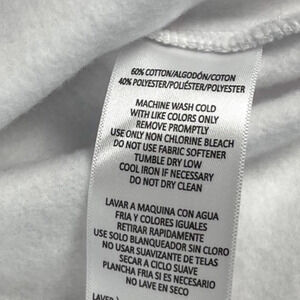 60% COTTON/ALGODÓN/COTON
40% POLYESTER/POLIÉSTER/POLYESTER
MACHINE WASH COLD
WITH LIKE COLORS ONLY
REMOVE PROMPTLY
USE ONLY NON CHLORINE BLEACH
DO NOT USE FABRIC SOFTENER
TUMBLE DRY LOW
COOL IRON IF NECESSARY
DO NOT DRY CLEAN
LAVAR A MAQUINA CON AGUA
FRIA Y COLORES IGUALES
RETIRAR RAPIDAMENTE
USE SOLO BLANQUEADOR SIN CLORO
NO USAR SUAVIZANTE DE TELAS
SECAR A CICLO SUAVE
PLANCHA FRIA SI ES NECESARIO
NO LAVE EN SECO